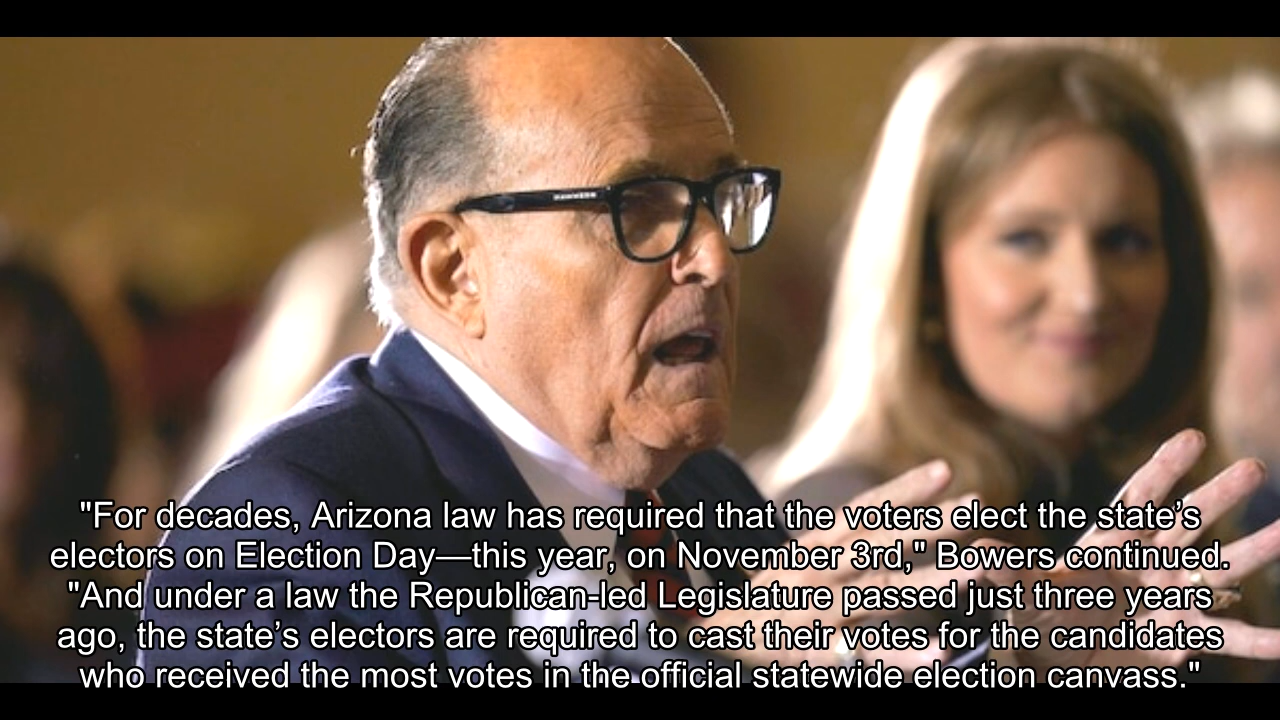 "For decades, Arizona law has required that the voters elect the state’s
electors on Election Day—this year, on November 3rd," Bowers continued.
"And under a law the Republican-led Legislature passed just three years
ago, the state’s electors are required to cast their votes for the candidates
who received the most votes in the official statewide election canvass."